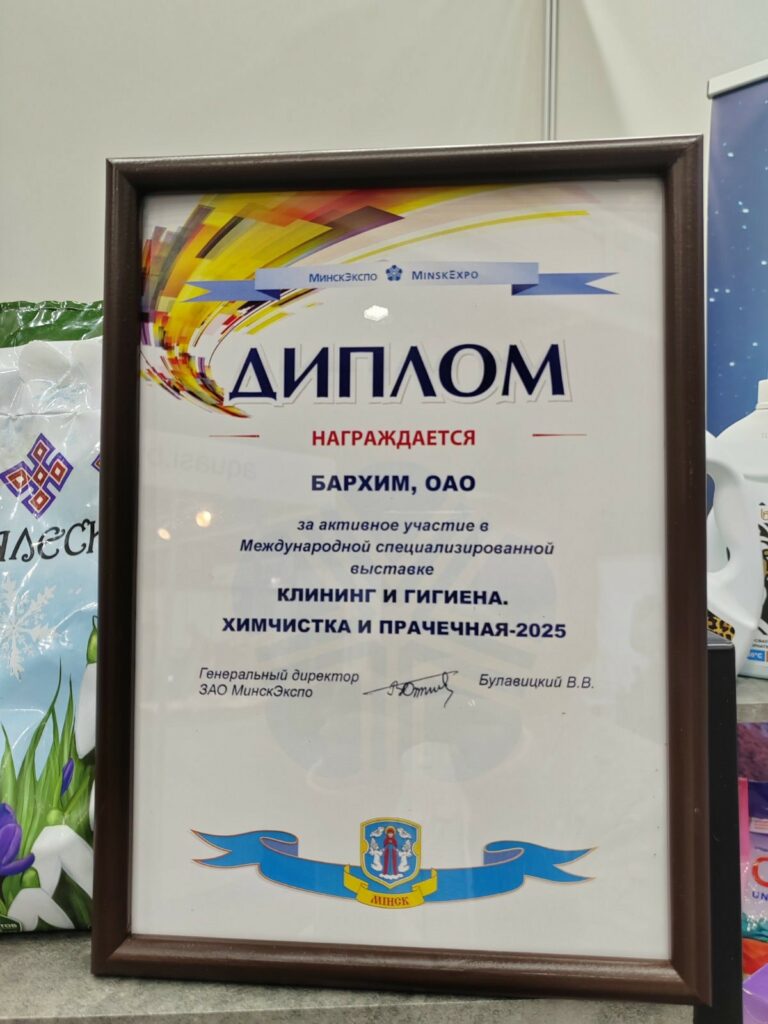 МинскЭкспо MinskExpo
ДИПЛОМ
НАГРАЖДАЕТСЯ
БАРХИМ, ОАО
за активное участие в
Международной специализированной
выставке
КЛИНИНГ И ГИГИЕНА.
ХИМЧИСТКА И ПРАЧЕЧНАЯ-2025
Генеральный директор
ЗАО МинскЭкспо
Булавицкий В.В.
МІНСК